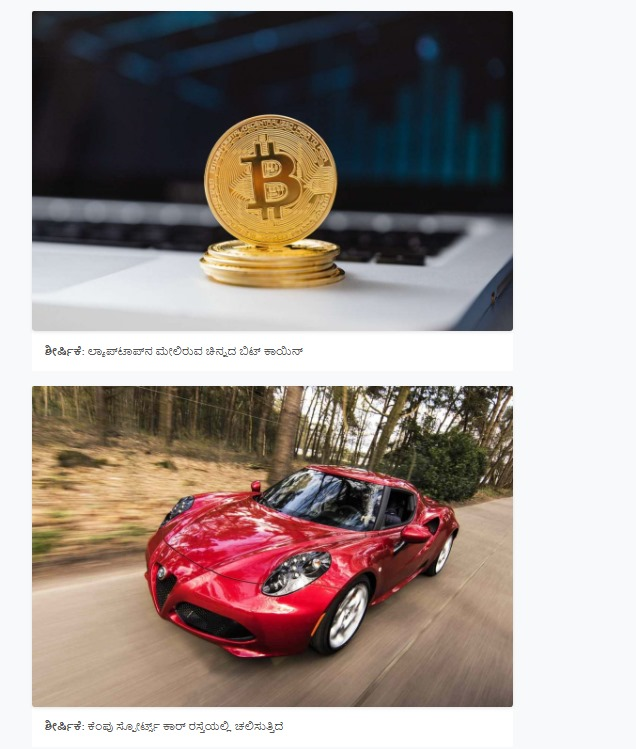 ಶೀರ್ಷಿಕೆ: ಲ್ಯಾಪ್‌ಟಾಪ್‌ನ ಮೇಲಿರುವ ಚಿನ್ನದ ಬಿಟ್ ಕಾಯಿನ್
ಶೀರ್ಷಿಕೆ: ಕೆಂಪು ಸ್ಪೋರ್ಟ್ಸ್ ಕಾರ್ ರಸ್ತೆಯಲ್ಲಿ ಚಲಿಸುತ್ತಿದೆ